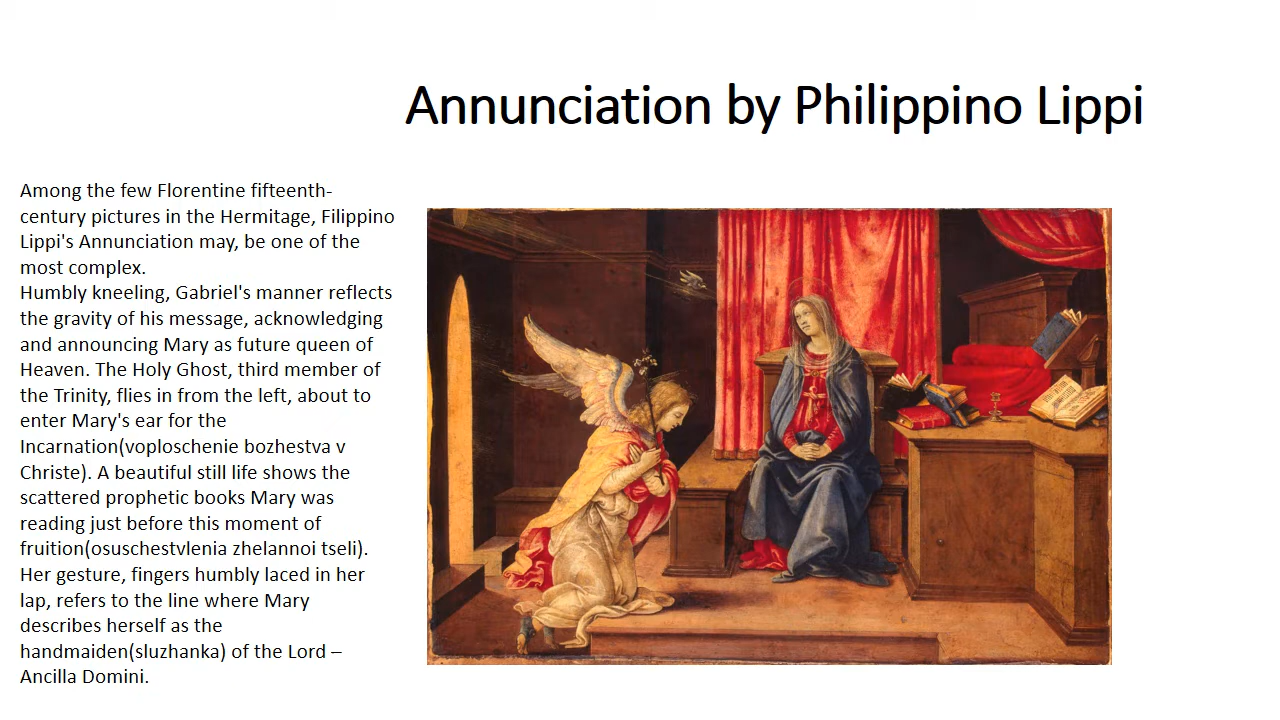 Annunciation by Philippino Lippi
Among the few Florentine fifteenth-
century pictures in the Hermitage, Filippino
Lippi's Annunciation may, be one of the
most complex.
Humbly kneeling, Gabriel's manner reflects
the gravity of his message, acknowledging
and announcing Mary as future queen of
Heaven. The Holy Ghost, third member of
the Trinity, flies in from the left, about to
enter Mary's ear for the
Incarnation(voploschenie bozhestva v
Christe). A beautiful still life shows the
scattered prophetic books Mary was
reading just before this moment of
fruition(osuschestvlenia zhelannoi tseli).
Her gesture, fingers humbly laced in her
lap, refers to the line where Mary
describes herself as the
handmaiden(sluzhanka) of the Lord –
Ancilla Domini.